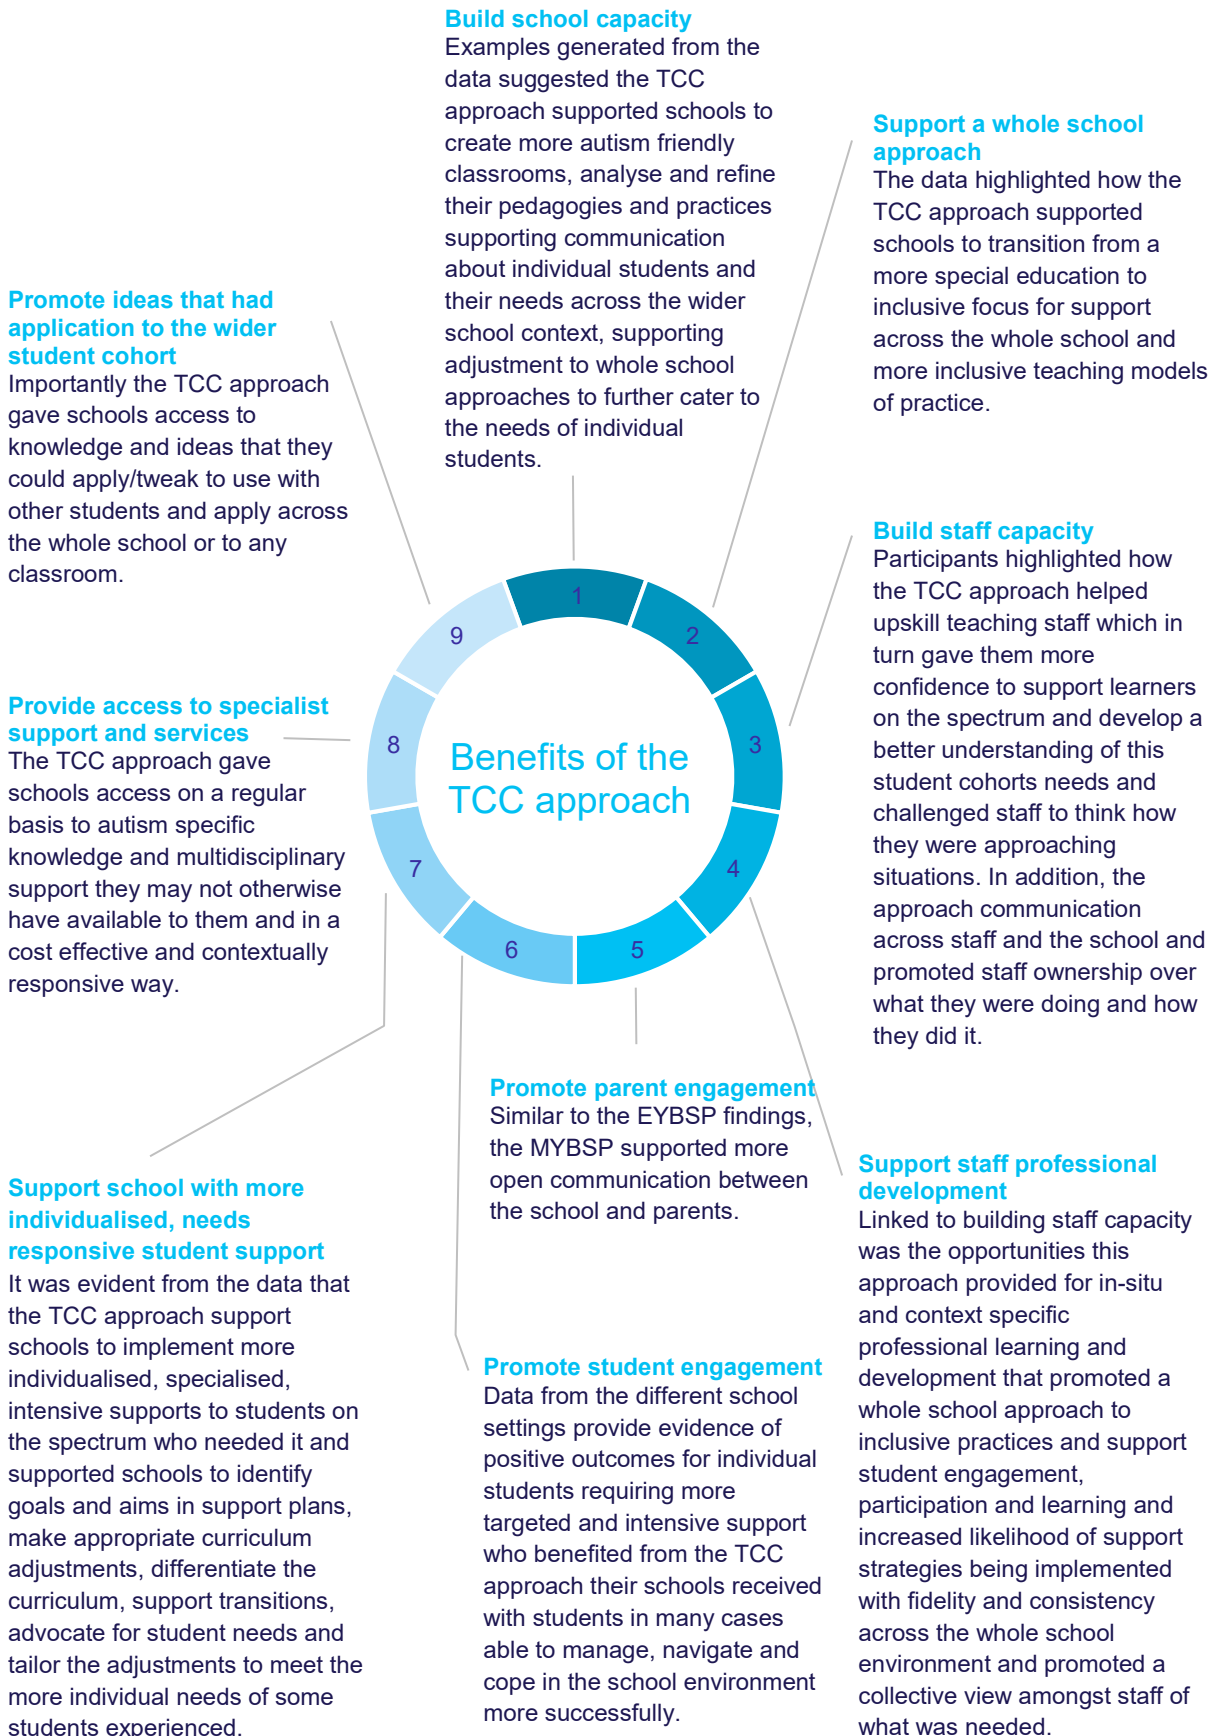 Build school capacity
Examples generated from the
data suggested the TCC
approach supported schools to
create more autism friendly
classrooms, analyse and refine
their pedagogies and practices
supporting communication
about individual students and
their needs across the wider
school context, supporting
adjustment to whole school
approaches to further cater to
the needs of individual
students.
Support a whole school
approach
The data highlighted how the
TCC approach supported
schools to transition from a
more special education to
inclusive focus for support
across the whole school and
more inclusive teaching models
of practice.
Build staff capacity
Participants highlighted how
the TCC approach helped
upskill teaching staff which in
turn gave them more
confidence to support learners
on the spectrum and develop a
better understanding of this
student cohorts needs and
challenged staff to think how
they were approaching
situations. In addition, the
approach communication
across staff and the school and
promoted staff ownership over
what they were doing and how
they did it.
Support staff professional
development
Linked to building staff capacity
was the opportunities this
approach provided for in-situ
and context specific
professional learning and
development that promoted a
whole school approach to
inclusive practices and support
student engagement,
participation and learning and
increased likelihood of support
strategies being implemented
with fidelity and consistency
across the whole school
environment and promoted a
collective view amongst staff of
what was needed.
Promote parent engagement
Similar to the EYBSP findings,
the MYBSP supported more
open communication between
the school and parents.
Promote student engagement
Data from the different school
settings provide evidence of
positive outcomes for individual
students requiring more
targeted and intensive support
who benefited from the TCC
approach their schools received
with students in many cases
able to manage, navigate and
cope in the school environment
more successfully.
Support school with more
individualised, needs
responsive student support
It was evident from the data that
the TCC approach support
schools to implement more
individualised, specialised,
intensive supports to students on
the spectrum who needed it and
supported schools to identify
goals and aims in support plans,
make appropriate curriculum
adjustments, differentiate the
curriculum, support transitions,
advocate for student needs and
tailor the adjustments to meet the
more individual needs of some
students experienced.
Provide access to specialist
support and services
The TCC approach gave
schools access on a regular
basis to autism specific
knowledge and multidisciplinary
support they may not otherwise
have available to them and in a
cost effective and contextually
responsive way.
Promote ideas that had
application to the wider
student cohort
Importantly the TCC approach
gave schools access to
knowledge and ideas that they
could apply/tweak to use with
other students and apply across
the whole school or to any
classroom.
1
2
3
4
5
6
7
8
9
Benefits of the
TCC approach